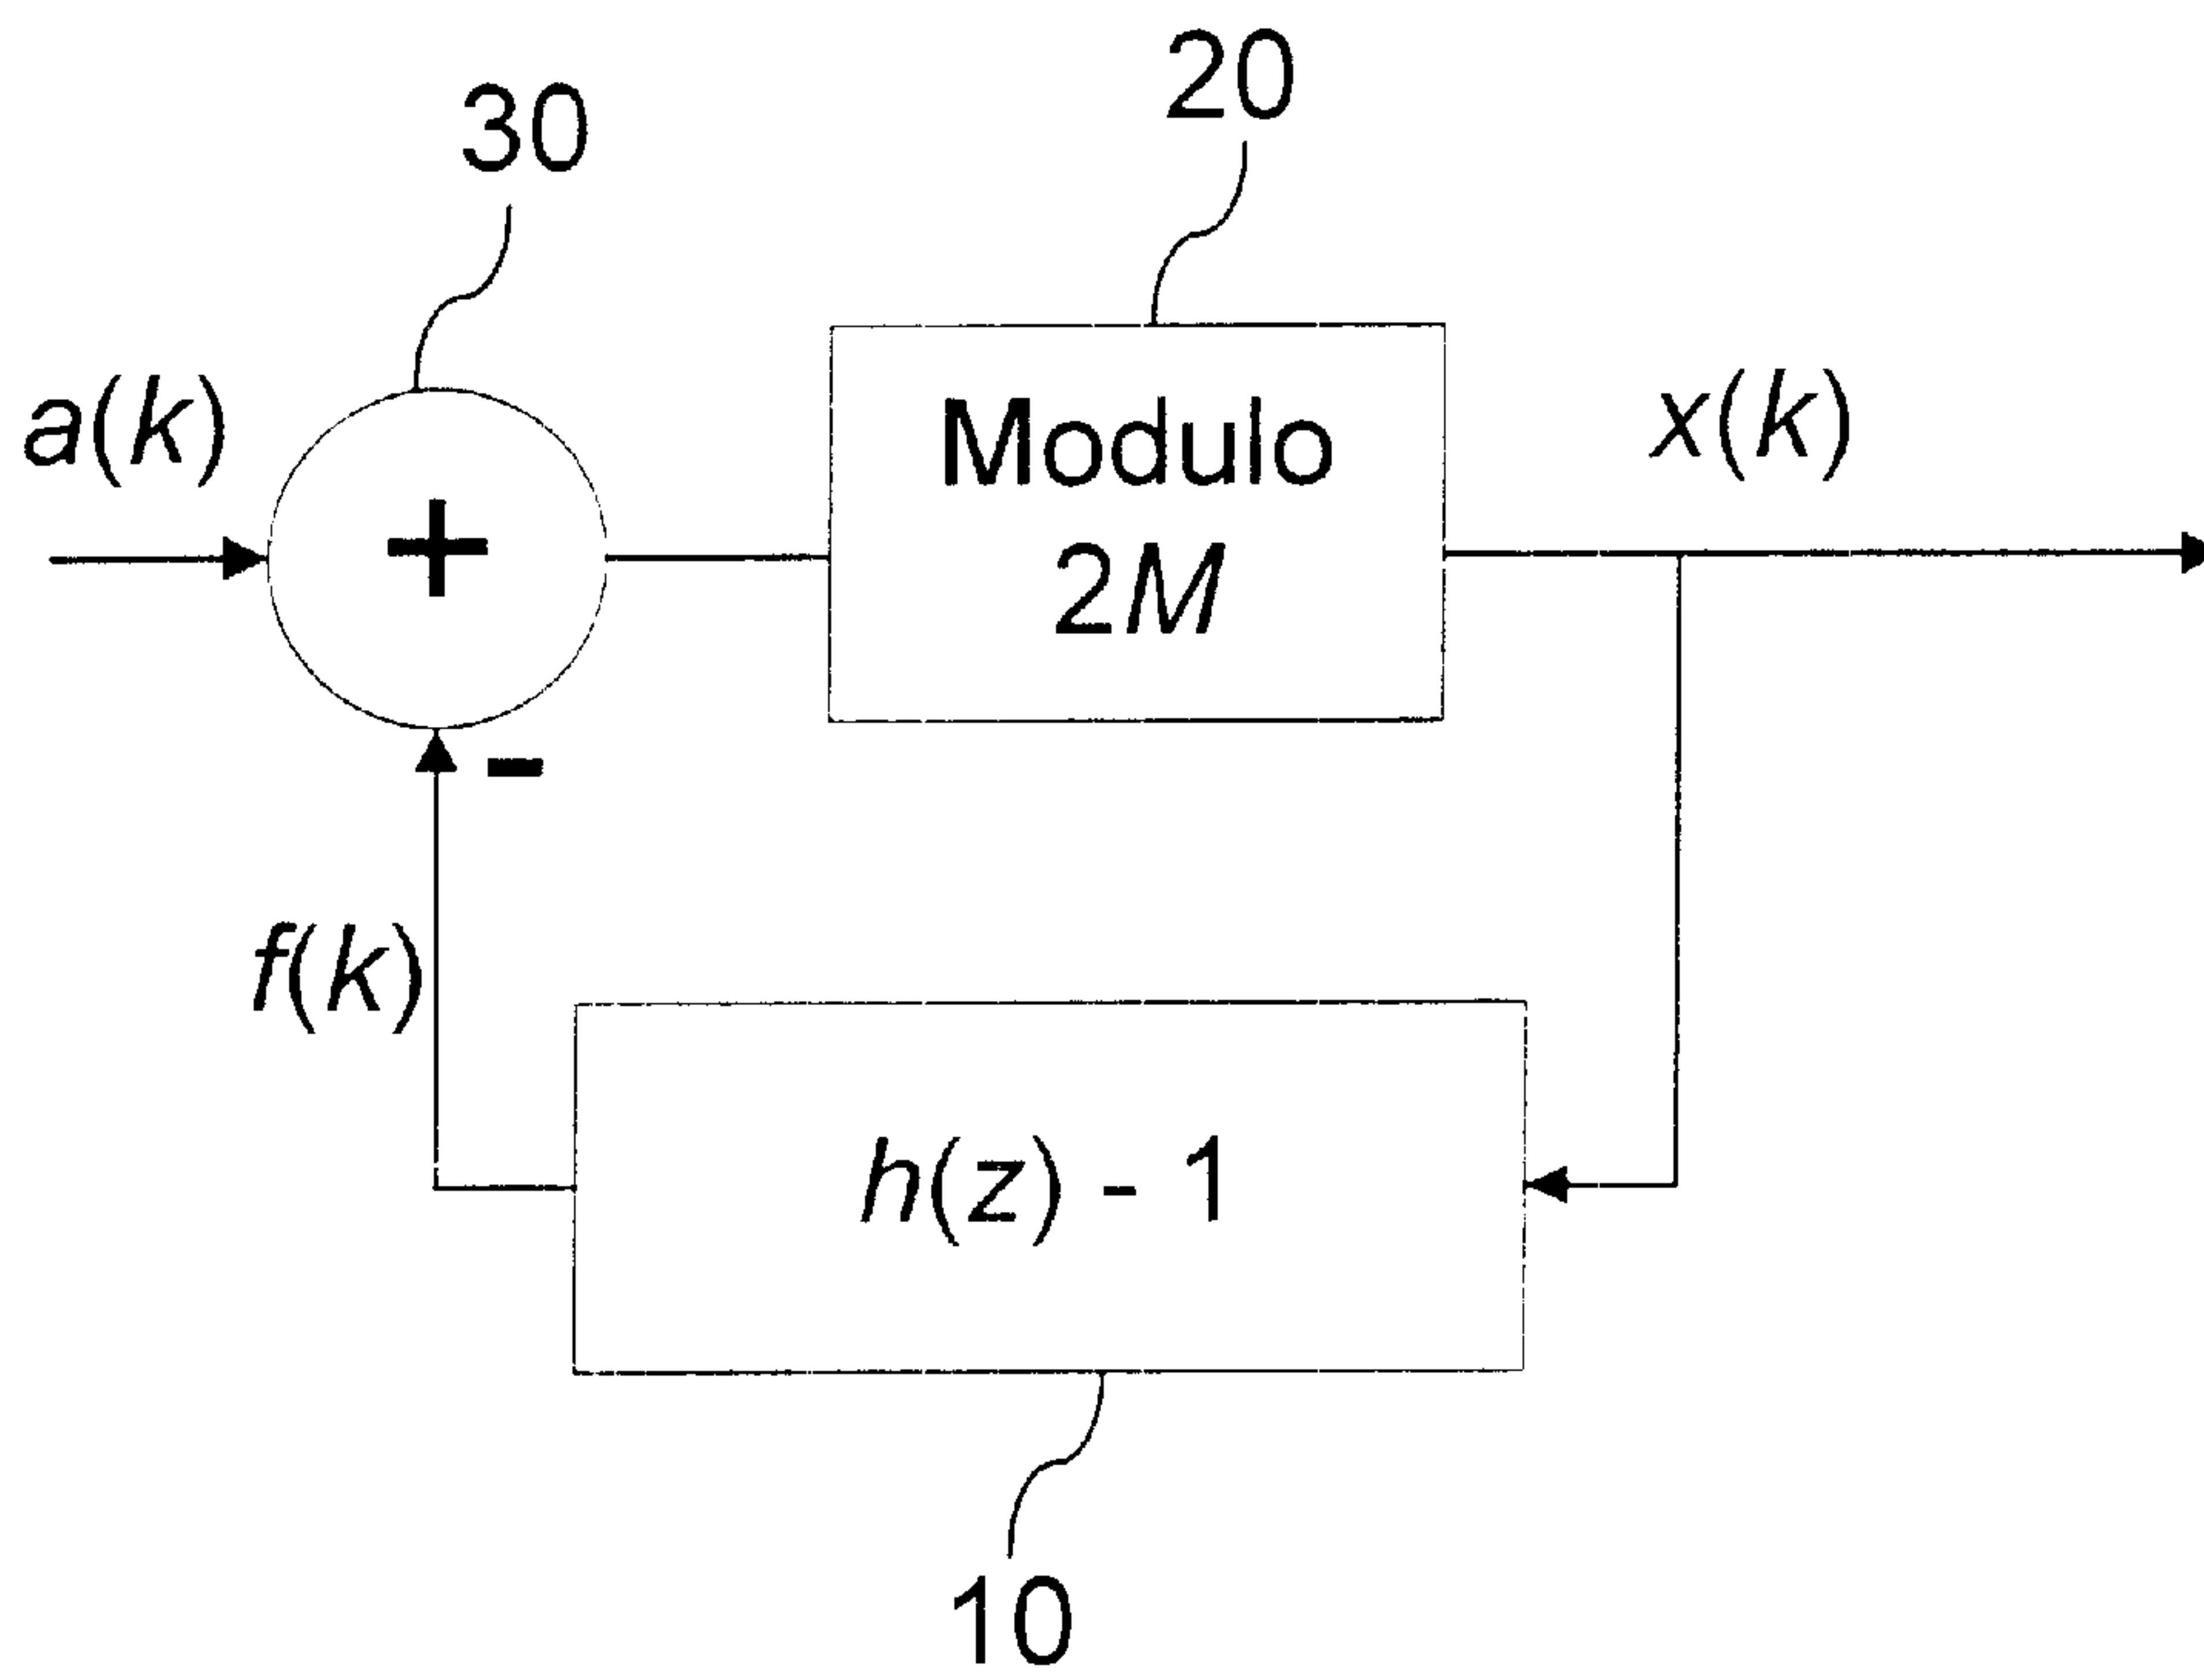 20
30
a(k)
+
Modulo
2M
x(k)
-
f(k)
h(z) - 1
10